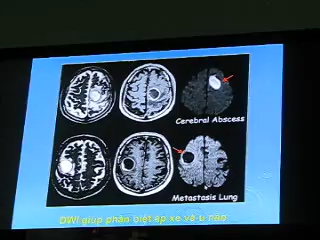 Cerebral Abscess
Metastasis Lung
DWI giúp phân biệt áp xe và u não